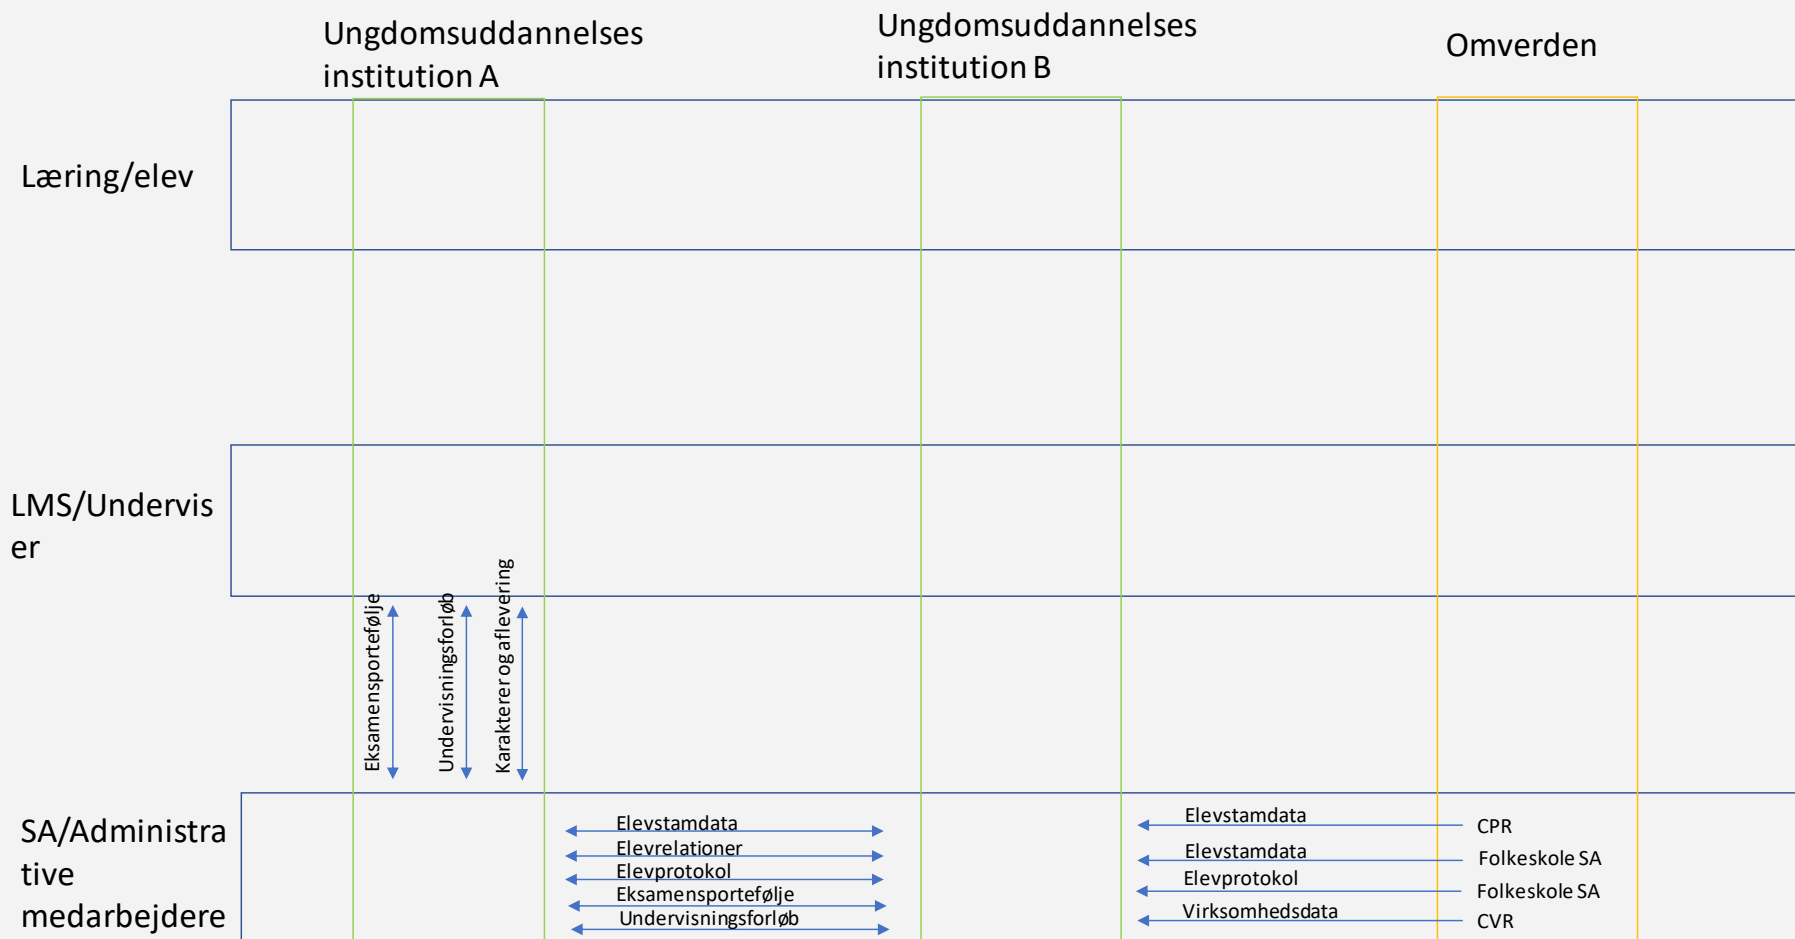 Ungdomsuddannelses
institution A
Ungdomsuddannelses
institution B
Omverden
Læring/elev
LMS/Undervis
er
Eksamensportefølje
Undervisningsforløb
Karakterer og aflevering
SA/Administra
tive
medarbejdere
Elevstamdata
Elevrelationer
Elevprotokol
Eksamensportefølje
Undervisningsforløb
Elevstamdata
CPR
Elevstamdata
Folkeskole SA
Elevprotokol
Folkeskole SA
Virksomhedsdata
CVR